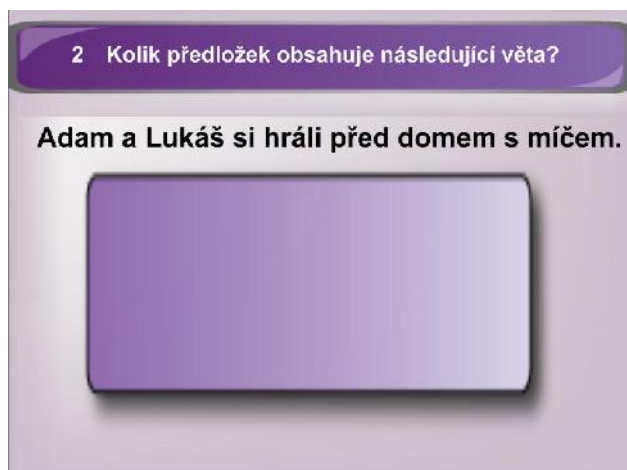 2 Kolik předložek obsahuje následující věta?
Adam a Lukáš si hráli před domem s míčem.